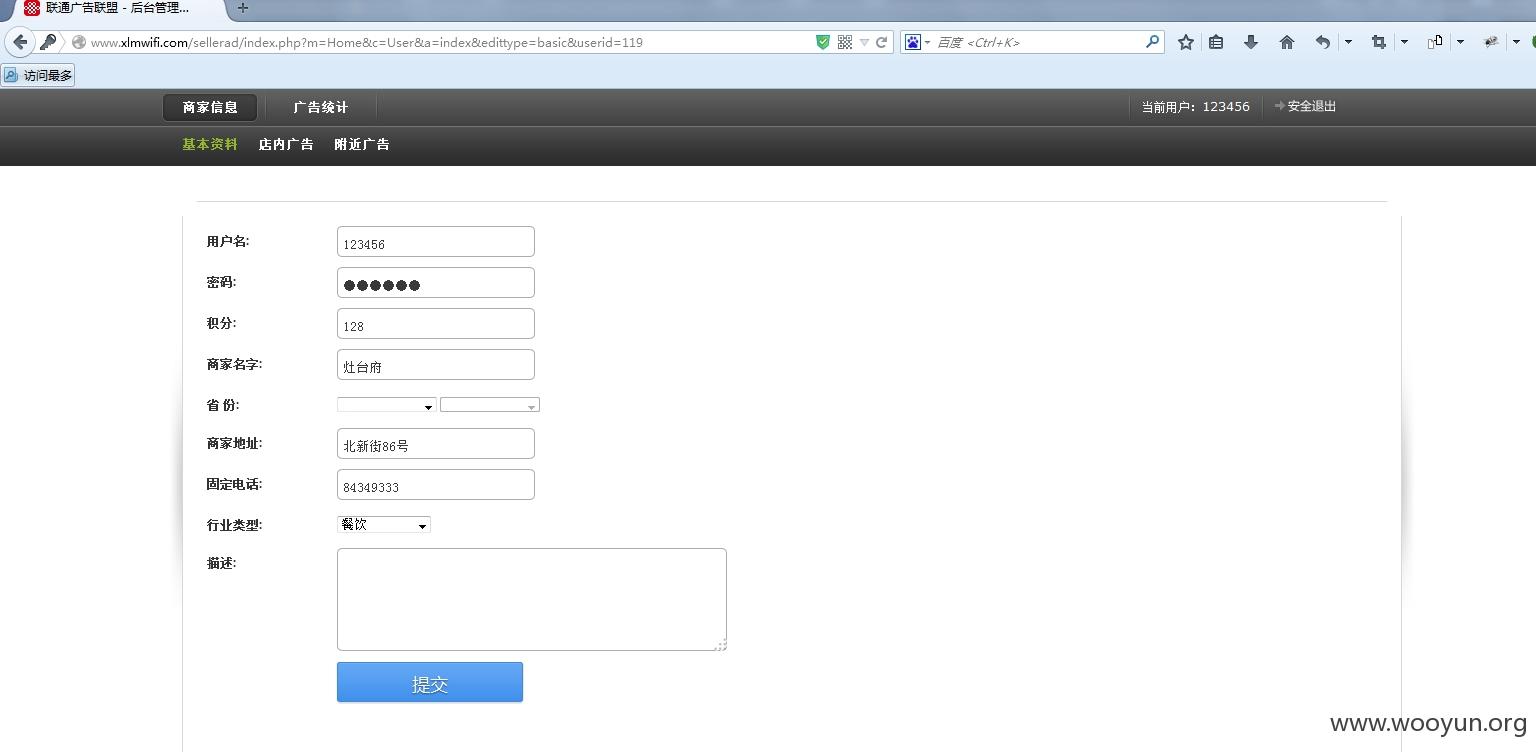 联通广告联盟 - 后台管理...
www.xlmwifi.com/sellerad/index.php?m=Home&c=User&a=index&edittype=basic&userid=119
百度 <Ctrl+K>
访问最多
商家信息 广告统计 当前用户：123456 安全退出
基本资料 店内广告 附近广告
用户名: 123456
密码: ●●●●●●
积分: 128
商家名字: 灶台府
省 份:
商家地址: 北新街86号
固定电话: 84349333
行业类型: 餐饮
描述:
提交
www.wooyun.org